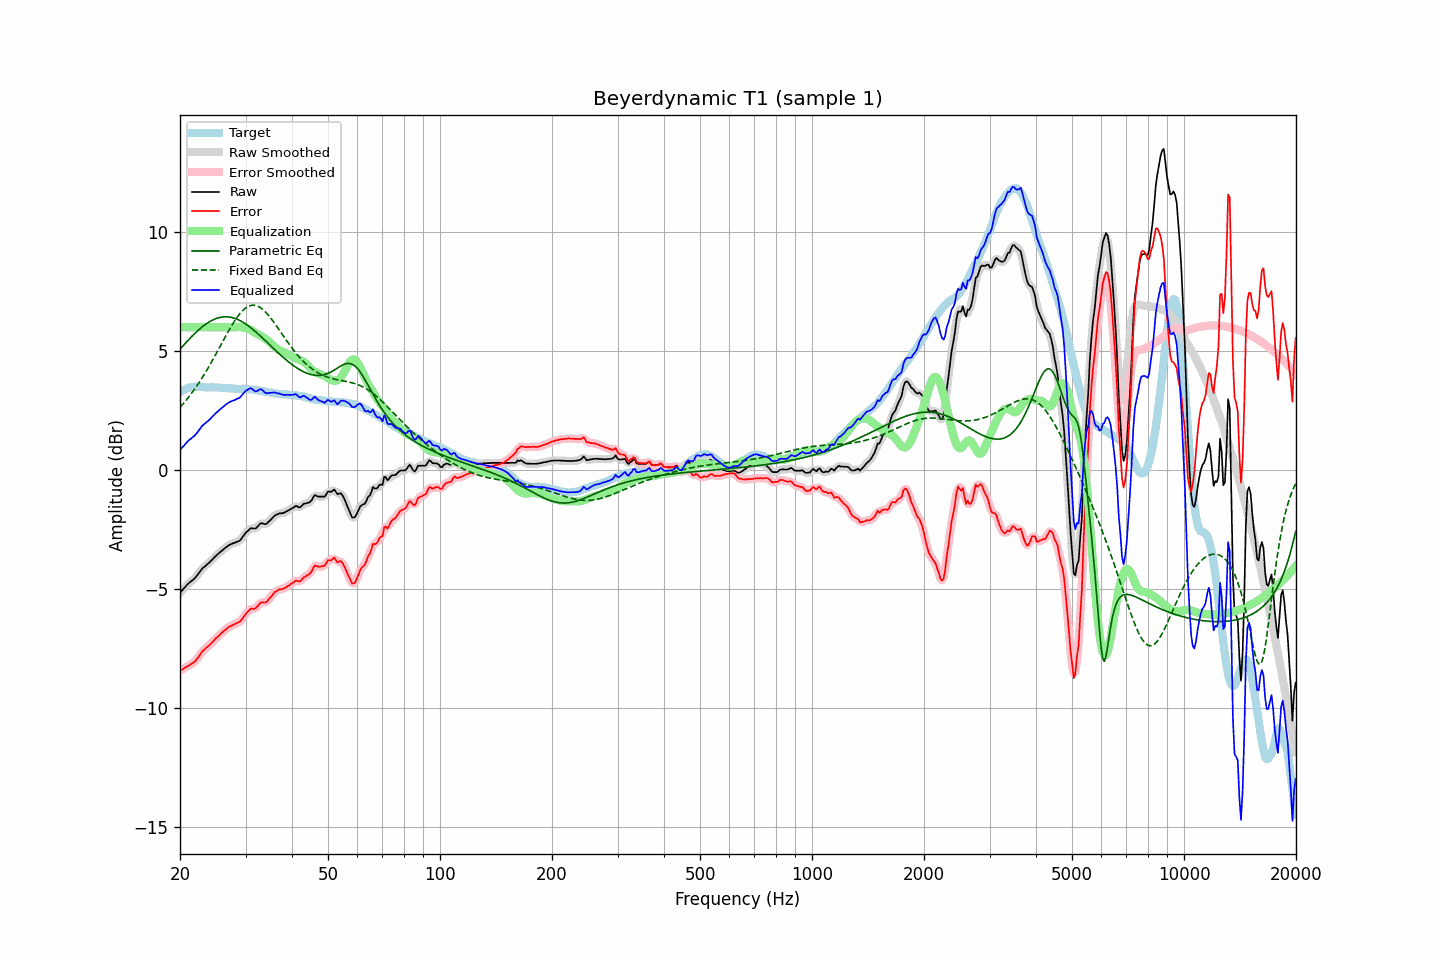 Beyerdynamic T1 (sample 1)
Target
Raw Smoothed
Error Smoothed
Raw
Error
Equalization
Parametric Eq
Fixed Band Eq
Equalized
10
5
0
−5
−10
−15
Amplitude (dBr)
20 50 100 200 500 1000 2000 5000 10000 20000
Frequency (Hz)